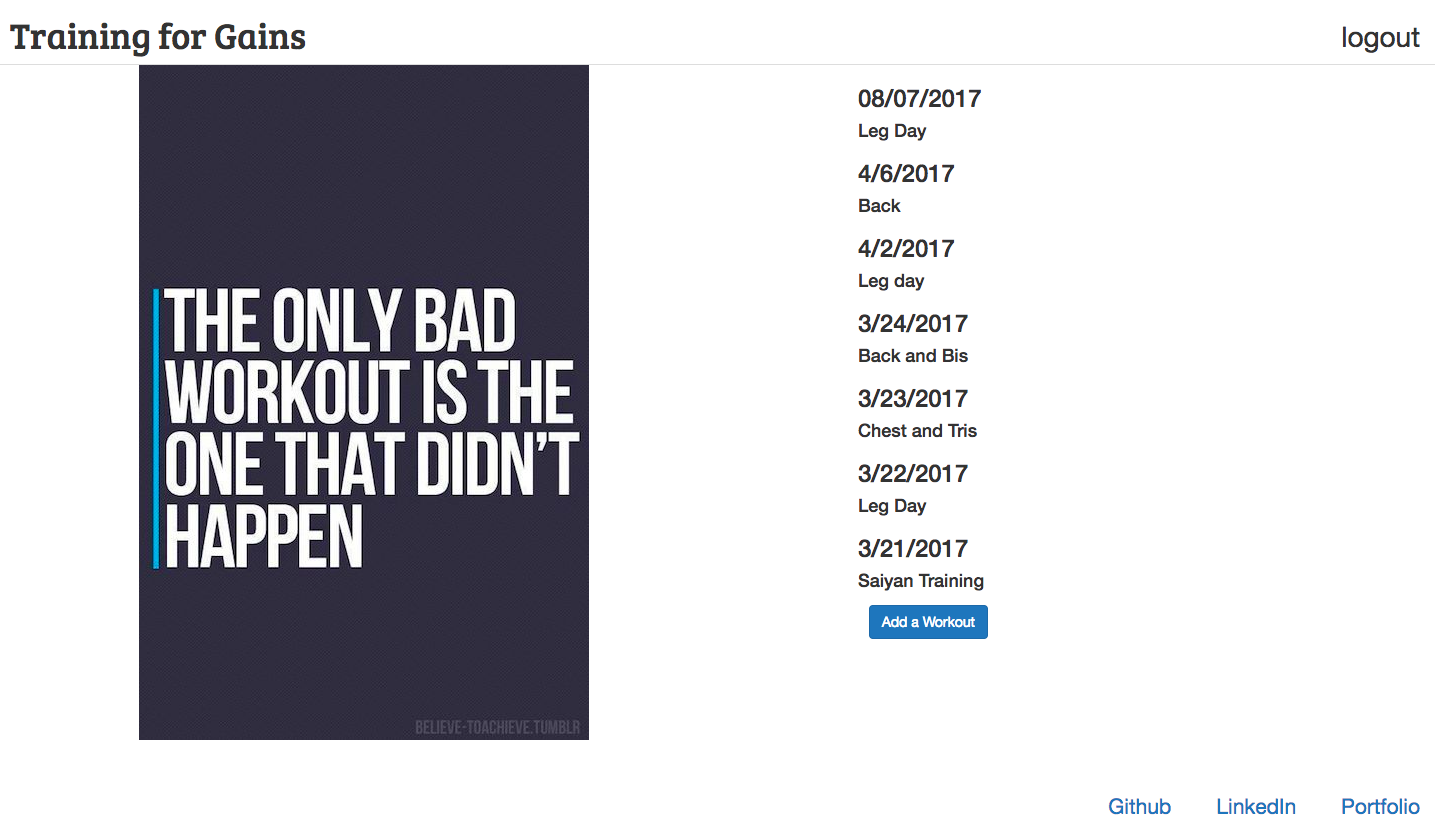 Training for Gains
logout
THE ONLY BAD
WORKOUT IS THE
ONE THAT DIDN'T
HAPPEN
BELIEVE-TOACHIEVE.TUMBLR
08/07/2017
Leg Day
4/6/2017
Back
4/2/2017
Leg day
3/24/2017
Back and Bis
3/23/2017
Chest and Tris
3/22/2017
Leg Day
3/21/2017
Saiyan Training
Add a Workout
Github
LinkedIn
Portfolio